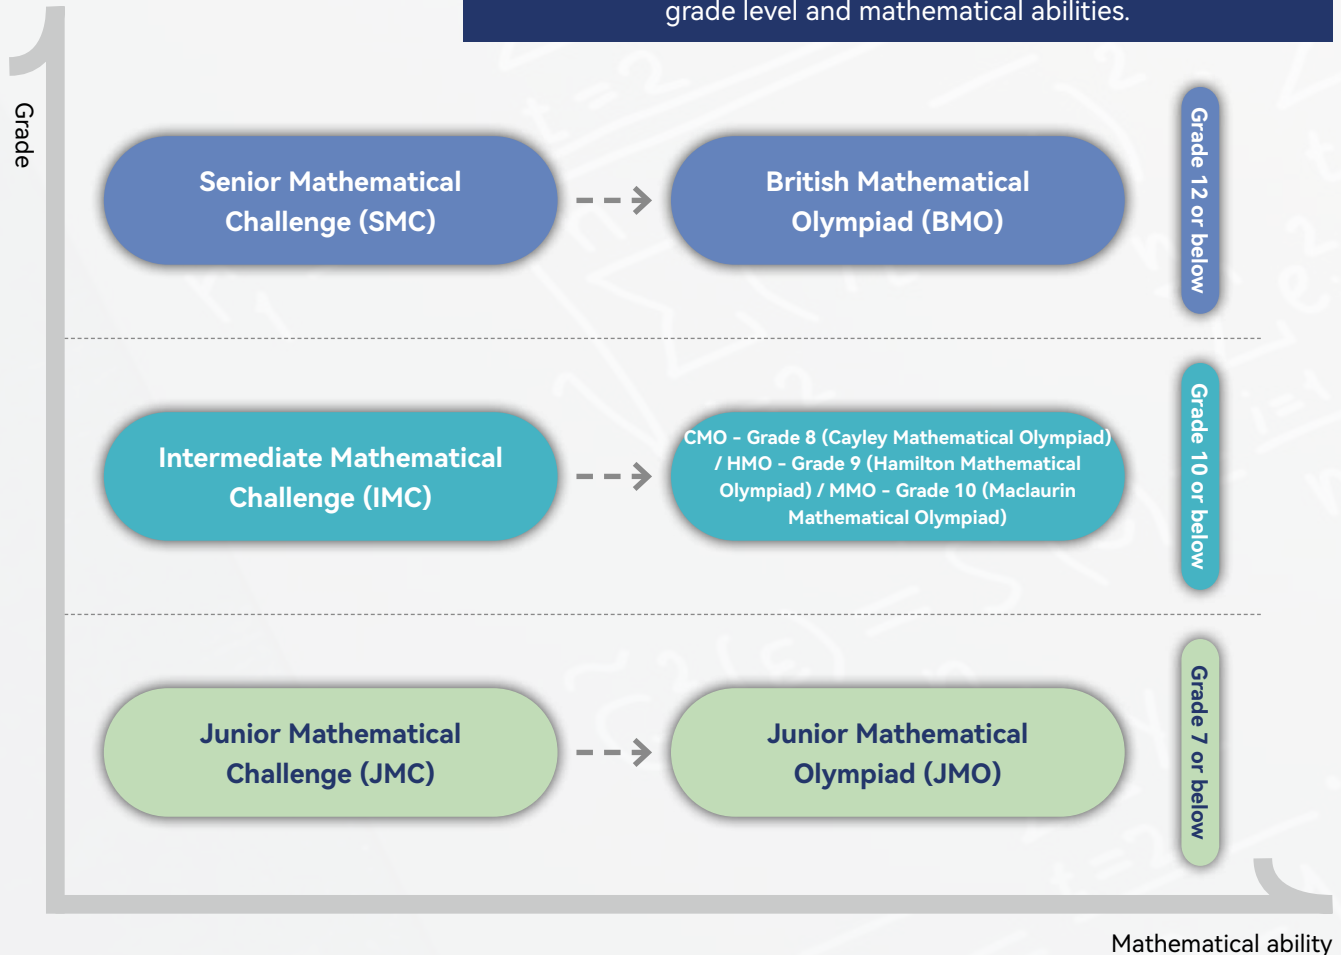 grade level and mathematical abilities.
Grade
Senior Mathematical
Challenge (SMC)
British Mathematical
Olympiad (BMO)
Grade 12 or below
Intermediate Mathematical
Challenge (IMC)
CMO - Grade 8 (Cayley Mathematical Olympiad)
/ HMO - Grade 9 (Hamilton Mathematical
Olympiad) / MMO - Grade 10 (Maclaurin
Mathematical Olympiad)
Grade 10 or below
Junior Mathematical
Challenge (JMC)
Junior Mathematical
Olympiad (JMO)
Grade 7 or below
Mathematical ability